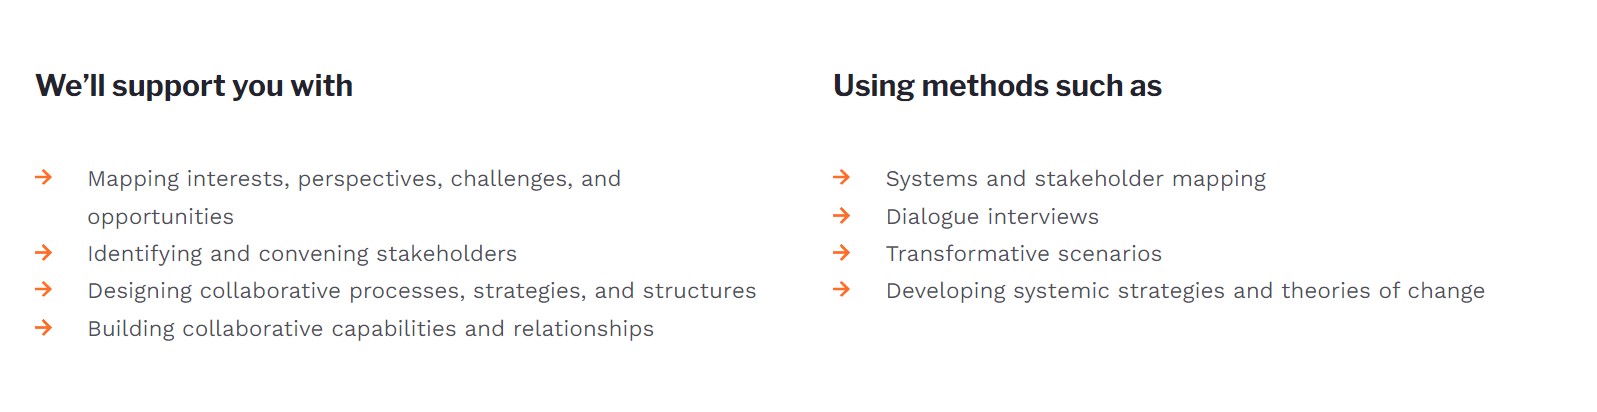 We’ll support you with
Mapping interests, perspectives, challenges, and
opportunities
Identifying and convening stakeholders
Designing collaborative processes, strategies, and structures
Building collaborative capabilities and relationships
Using methods such as
Systems and stakeholder mapping
Dialogue interviews
Transformative scenarios
Developing systemic strategies and theories of change